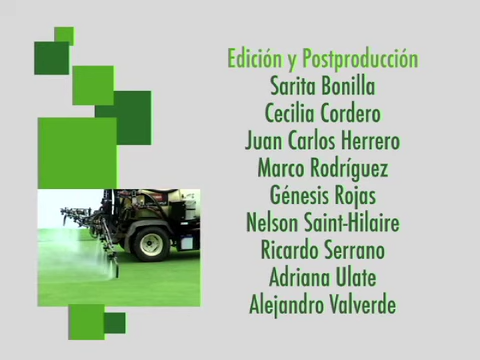 Edición y Postproducción
Sarita Bonilla
Cecilia Cordero
Juan Carlos Herrero
Marco Rodríguez
Génesis Rojas
Nelson Saint-Hilaire
Ricardo Serrano
Adriana Ulate
Alejandro Valverde